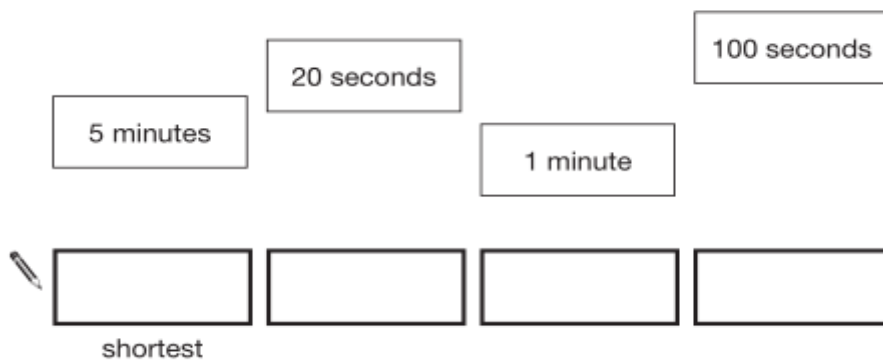 5 minutes
20 seconds
1 minute
100 seconds
shortest